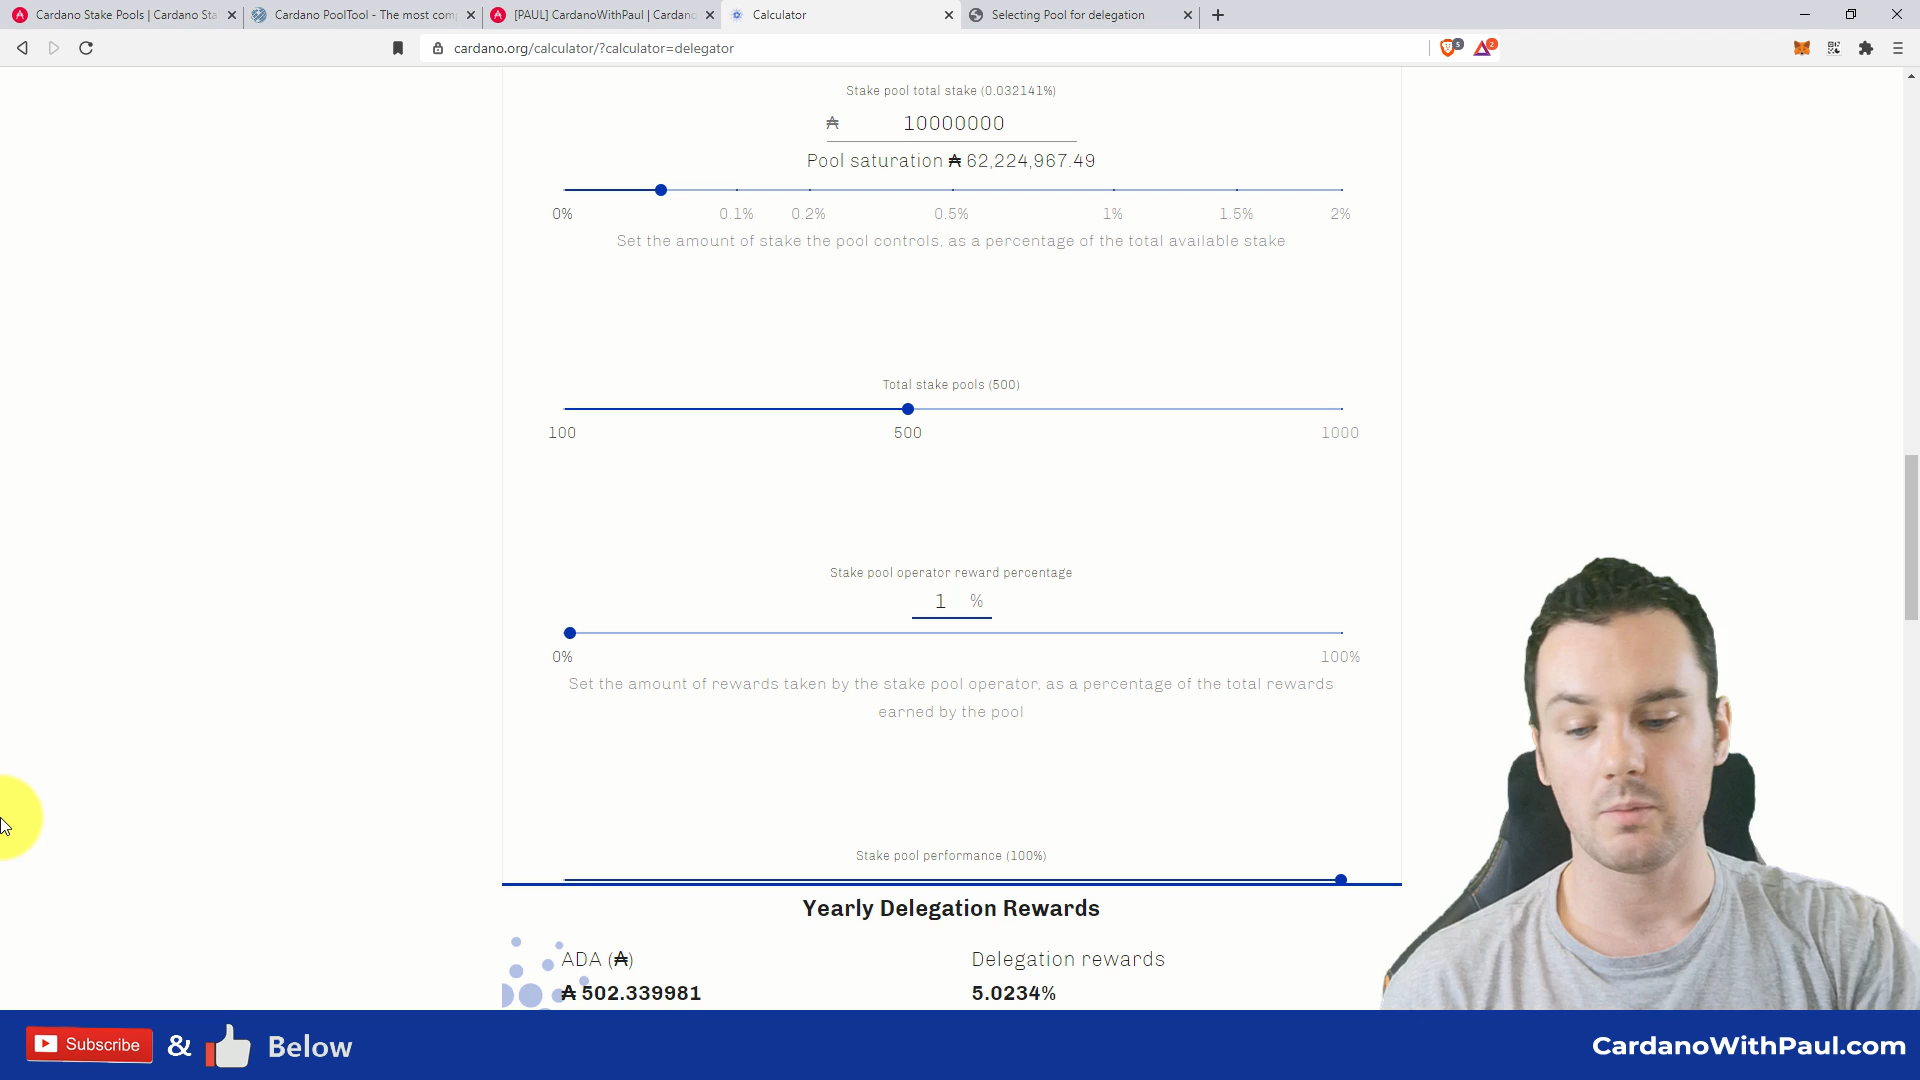 Cardano Stake Pools | Cardano Sta
Cardano PoolTool - The most com
[PAUL] CardanoWithPaul | Cardano
Calculator
Selecting Pool for delegation
cardano.org/calculator/?calculator=delegator
5
2
Stake pool total stake (0.032141%)
₳ 10000000
Pool saturation ₳ 62,224,967.49
0% 0.1% 0.2% 0.5% 1% 1.5% 2%
Set the amount of stake the pool controls, as a percentage of the total available stake
Total stake pools (500)
100 500 1000
Stake pool operator reward percentage
1 %
0% 100%
Set the amount of rewards taken by the stake pool operator, as a percentage of the total rewards
earned by the pool
Stake pool performance (100%)
Yearly Delegation Rewards
ADA (₳) Delegation rewards
₳ 502.339981 5.0234%
Subscribe & Below
CardanoWithPaul.com